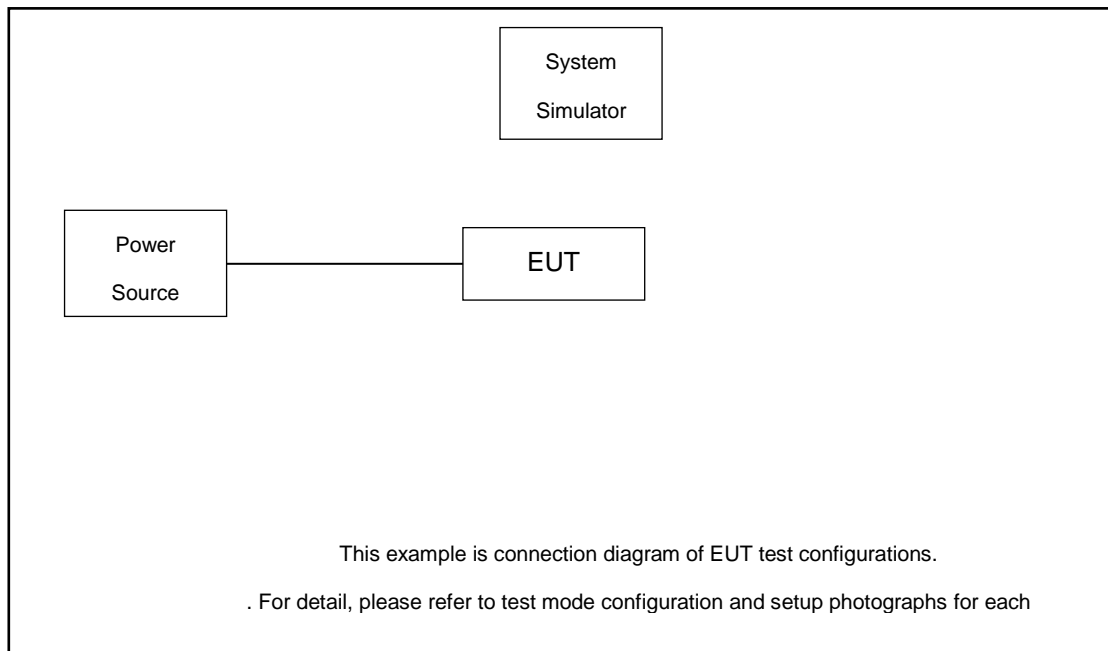 System
Simulator
Power
Source
EUT
This example is connection diagram of EUT test configurations.
. For detail, please refer to test mode configuration and setup photographs for each